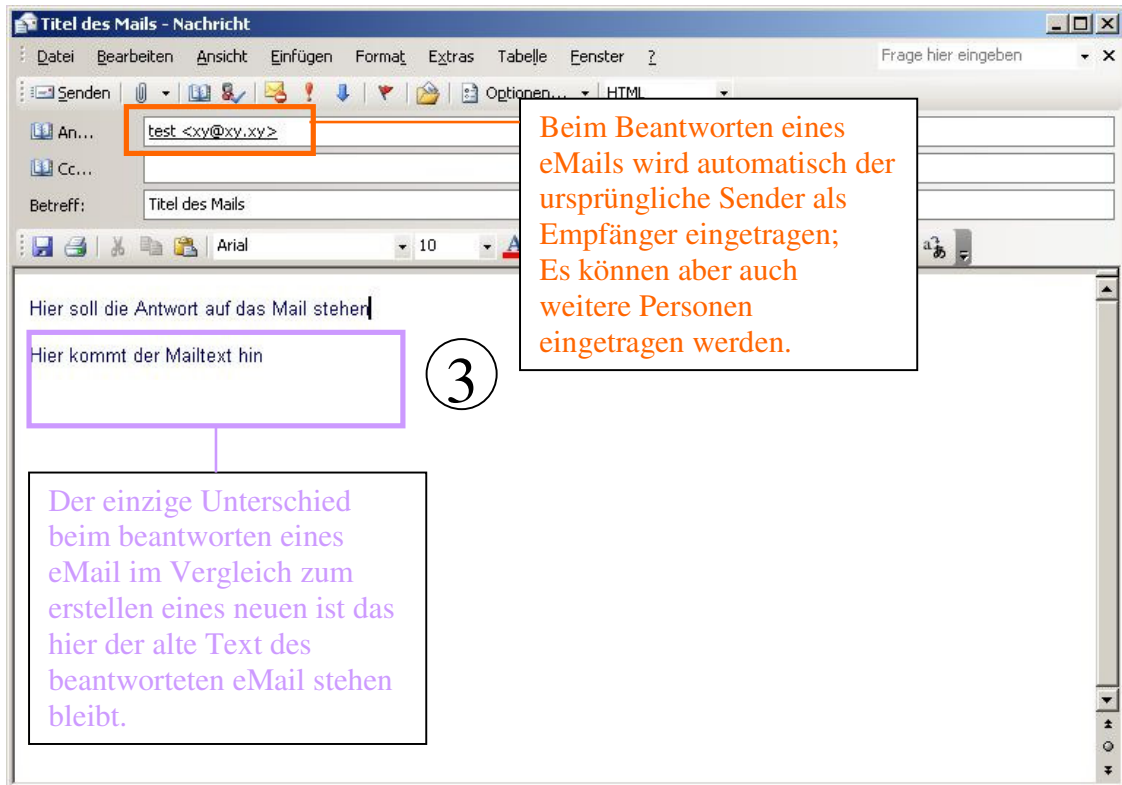 Titel des Mails - Nachricht
Datei Bearbeiten Ansicht Einfügen Format Extras Tabelle Fenster ? Frage hier eingeben
Senden Optionen... HTML
An... test <xy@xy.xy>
Cc...
Betreff: Titel des Mails
Arial 10
Beim Beantworten eines
eMails wird automatisch der
ursprüngliche Sender als
Empfänger eingetragen;
Es können aber auch
weitere Personen
eingetragen werden.
Hier soll die Antwort auf das Mail stehen
Hier kommt der Mailtext hin
3
Der einzige Unterschied
beim beantworten eines
eMail im Vergleich zum
erstellen eines neuen ist das
hier der alte Text des
beantworteten eMail stehen
bleibt.